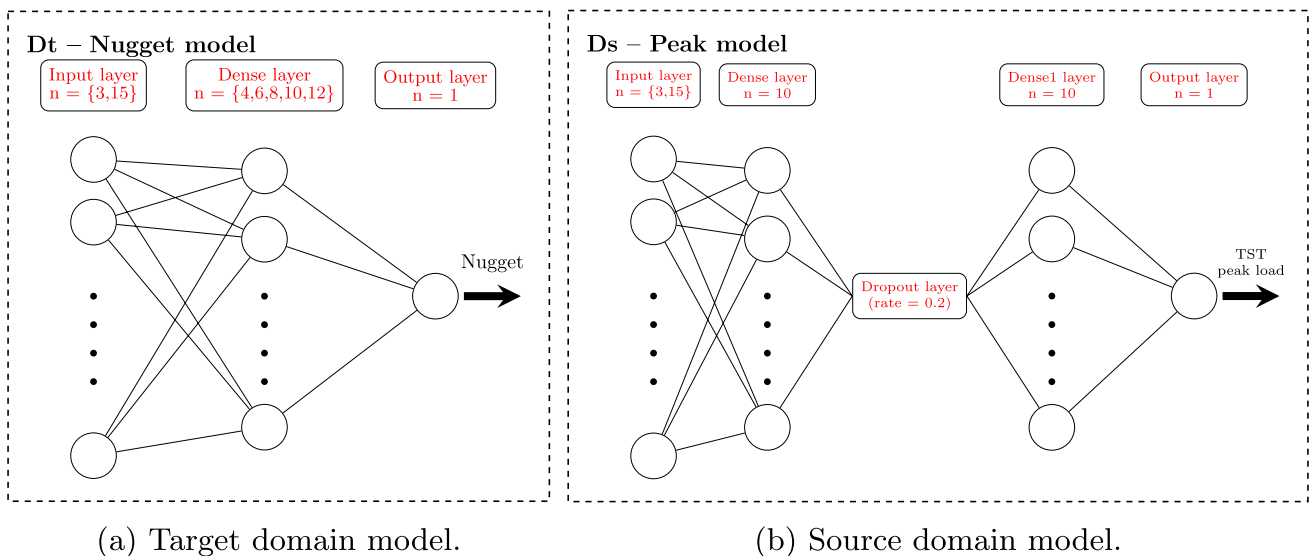 Dt – Nugget model
Input layer
n = {3,15}
Dense layer
n = {4,6,8,10,12}
Output layer
n = 1
Nugget
(a) Target domain model.
Ds – Peak model
Input layer
n = {3,15}
Dense layer
n = 10
Dropout layer
(rate = 0.2)
Dense1 layer
n = 10
Output layer
n = 1
TST
peak load
(b) Source domain model.